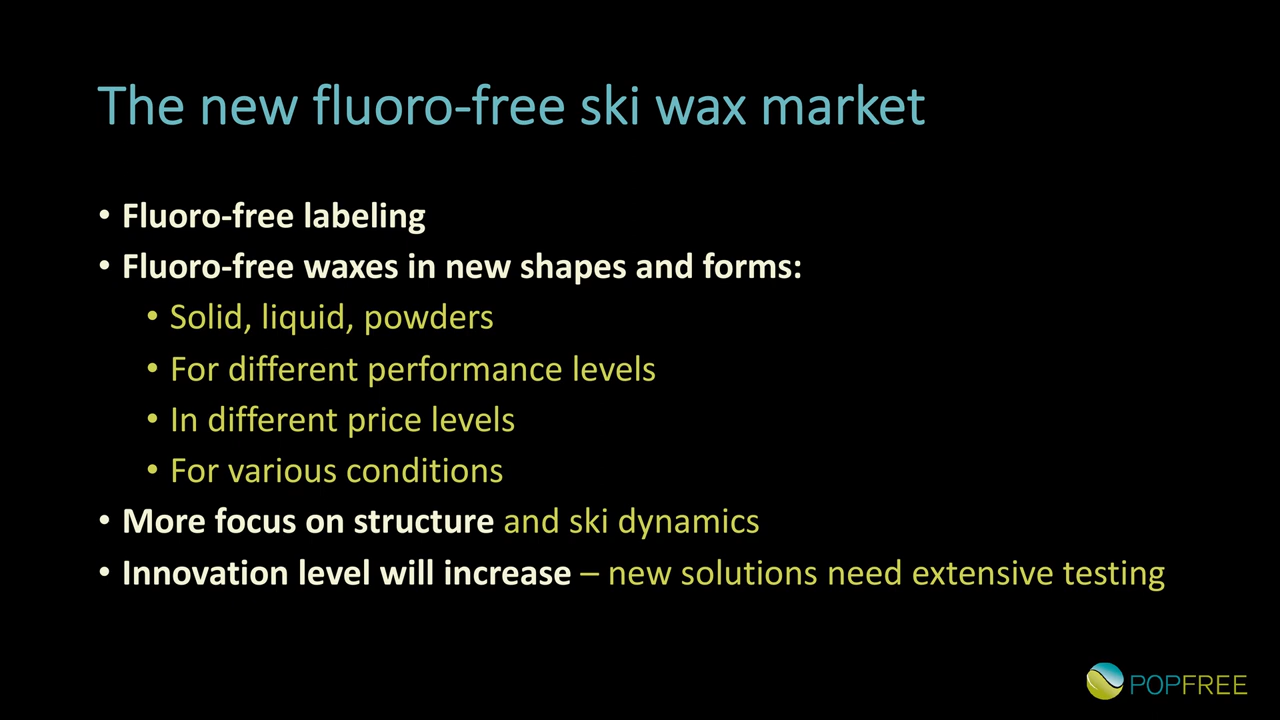 The new fluoro-free ski wax market
• Fluoro-free labeling
• Fluoro-free waxes in new shapes and forms:
• Solid, liquid, powders
• For different performance levels
• In different price levels
• For various conditions
• More focus on structure and ski dynamics
• Innovation level will increase – new solutions need extensive testing
POPFREE